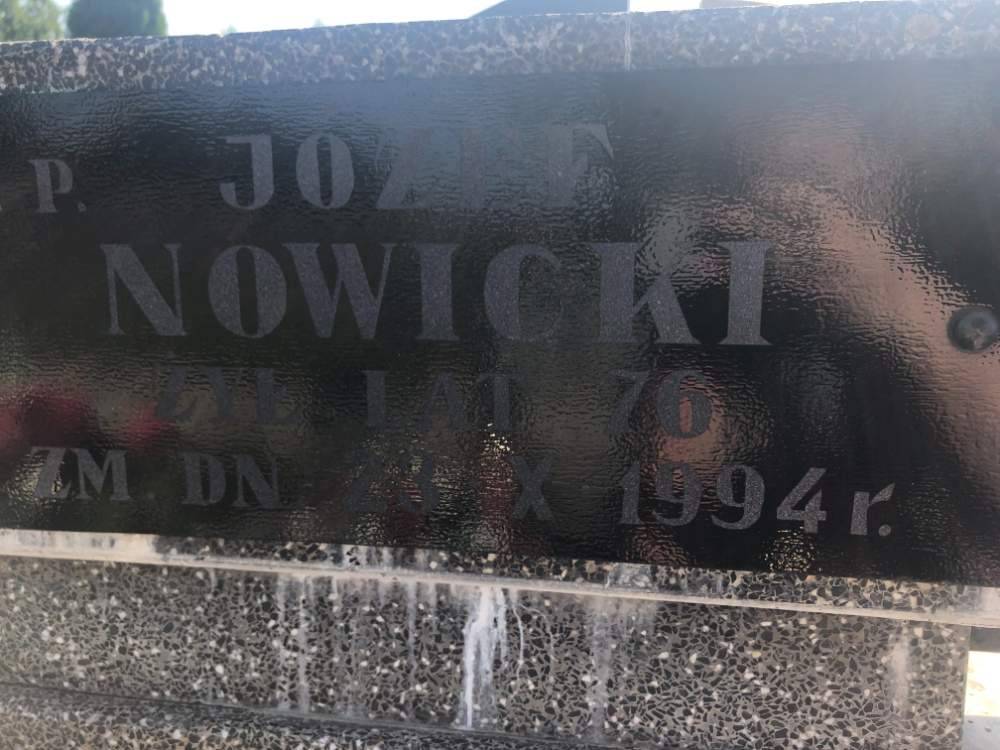 . P. JOZEF
NOWICKI
ŻYŁ LAT 76
ZM. DN. 23 X 1994 r.